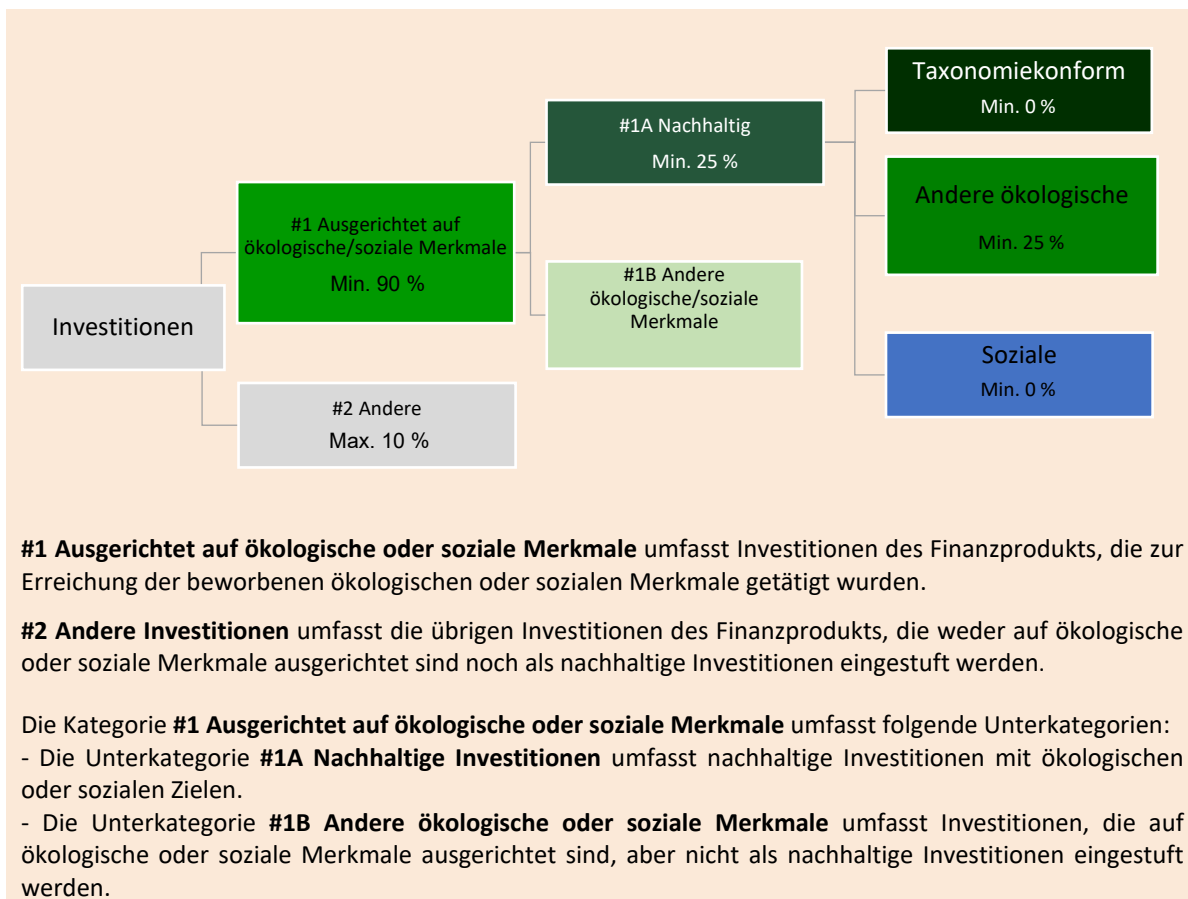 Taxonomiekonform
Min. 0 %
#1A Nachhaltig
Min. 25 %
Andere ökologische
Min. 25 %
#1 Ausgerichtet auf
ökologische/soziale Merkmale
Min. 90 %
#1B Andere
ökologische/soziale
Merkmale
Investitionen
Soziale
Min. 0 %
#2 Andere
Max. 10 %
#1 Ausgerichtet auf ökologische oder soziale Merkmale umfasst Investitionen des Finanzprodukts, die zur
Erreichung der beworbenen ökologischen oder sozialen Merkmale getätigt wurden.
#2 Andere Investitionen umfasst die übrigen Investitionen des Finanzprodukts, die weder auf ökologische
oder soziale Merkmale ausgerichtet sind noch als nachhaltige Investitionen eingestuft werden.
Die Kategorie #1 Ausgerichtet auf ökologische oder soziale Merkmale umfasst folgende Unterkategorien:
- Die Unterkategorie #1A Nachhaltige Investitionen umfasst nachhaltige Investitionen mit ökologischen
oder sozialen Zielen.
- Die Unterkategorie #1B Andere ökologische oder soziale Merkmale umfasst Investitionen, die auf
ökologische oder soziale Merkmale ausgerichtet sind, aber nicht als nachhaltige Investitionen eingestuft
werden.